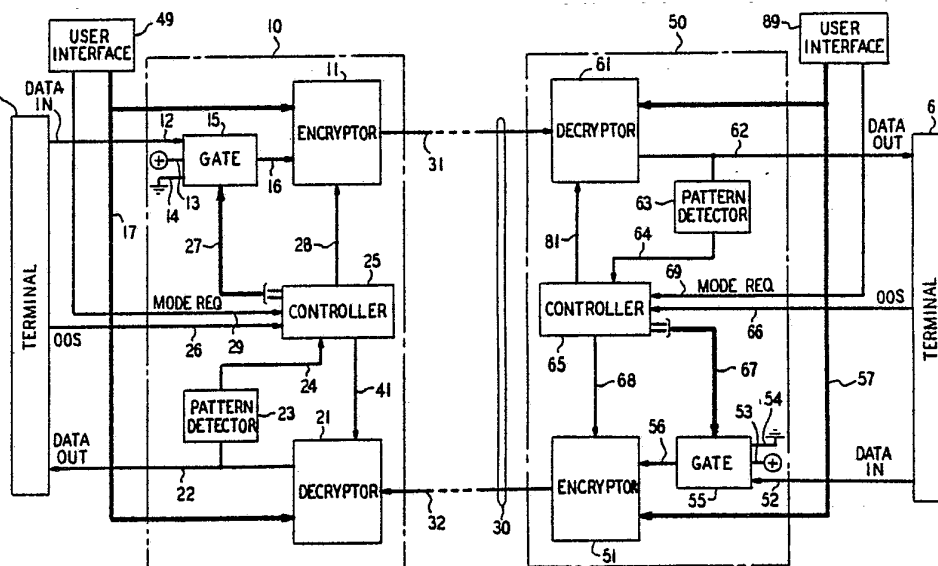 USER INTERFACE
49
10
50
89
USER INTERFACE
DATA IN
12
15
11
61
ENCRYPTOR
DECRYPTOR
62
DATA OUT
6
GATE
16
31
13
14
17
27
28
25
63
PATTERN DETECTOR
64
81
69
MODE REQ.
CONTROLLER
CONTROLLER
MODE REQ.
OOS
66
OOS
26
29
TERMINAL
TERMINAL
24
41
65
68
67
57
PATTERN DETECTOR
23
21
56
53
54
DATA OUT
22
DECRYPTOR
32
30
ENCRYPTOR
GATE
55
52
DATA IN
51